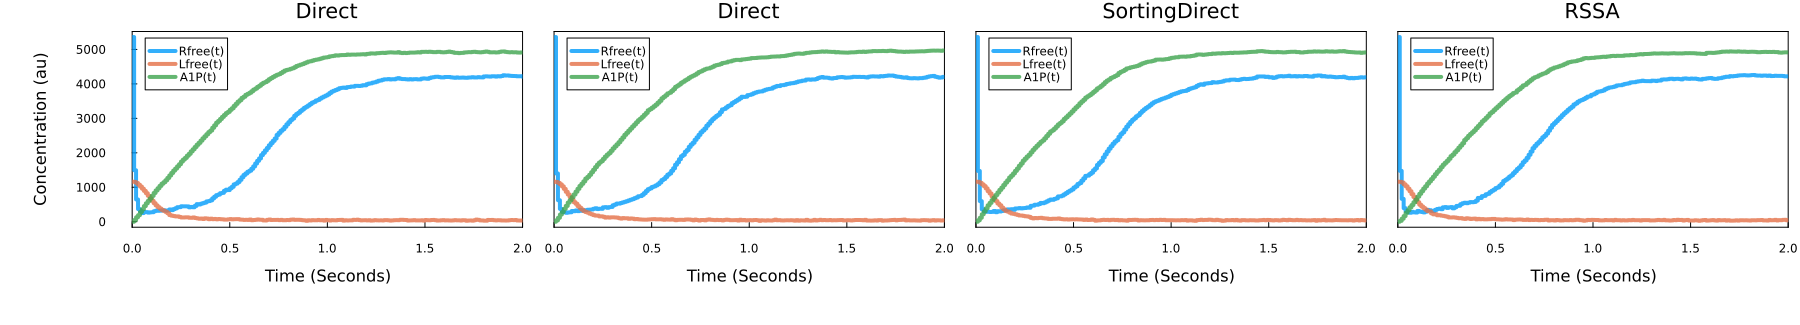 Direct
Direct
SortingDirect
RSSA
Concentration (au)
5000
4000
3000
2000
1000
0
Rfree(t)
Lfree(t)
A1P(t)
Rfree(t)
Lfree(t)
A1P(t)
Rfree(t)
Lfree(t)
A1P(t)
Rfree(t)
Lfree(t)
A1P(t)
0.0 0.5 1.0 1.5 2.0
0.0 0.5 1.0 1.5 2.0
0.0 0.5 1.0 1.5 2.0
0.0 0.5 1.0 1.5 2.0
Time (Seconds)
Time (Seconds)
Time (Seconds)
Time (Seconds)